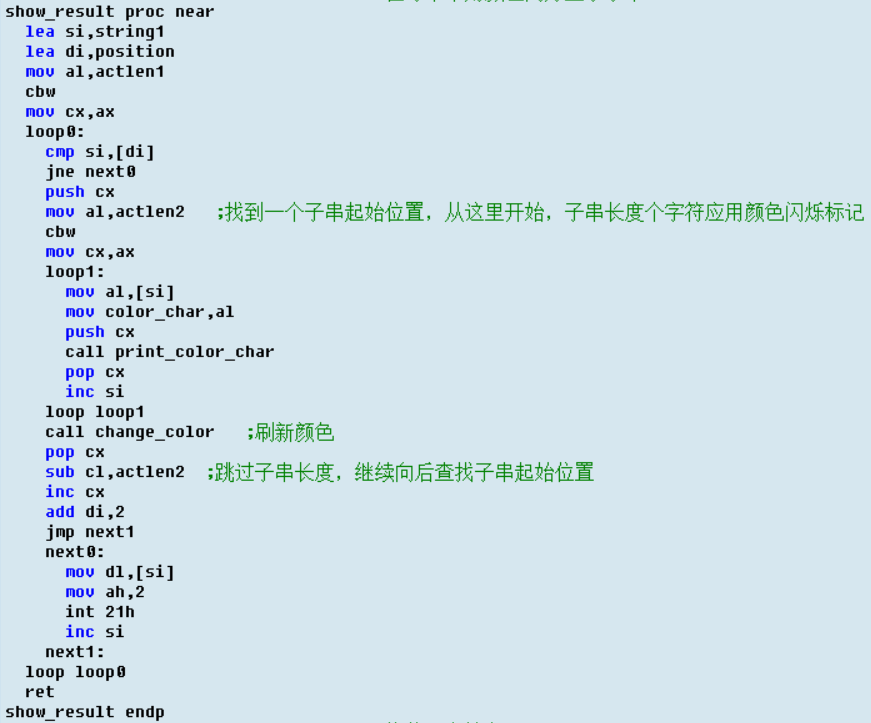 show_result proc near
lea si,string1
lea di,position
mov al,actlen1
cbw
mov cx,ax
loop0:
cmp si,[di]
jne next0
push cx
mov al,actlen2 ;找到一个子串起始位置，从这里开始，子串长度个字符应用颜色闪烁标记
cbw
mov cx,ax
loop1:
mov al,[si]
mov color_char,al
push cx
call print_color_char
pop cx
inc si
loop loop1
call change_color ;刷新颜色
pop cx
sub cl,actlen2 ;跳过子串长度，继续向后查找子串起始位置
inc cx
add di,2
jmp next1
next0:
mov dl,[si]
mov ah,2
int 21h
inc si
next1:
loop loop0
ret
show_result endp